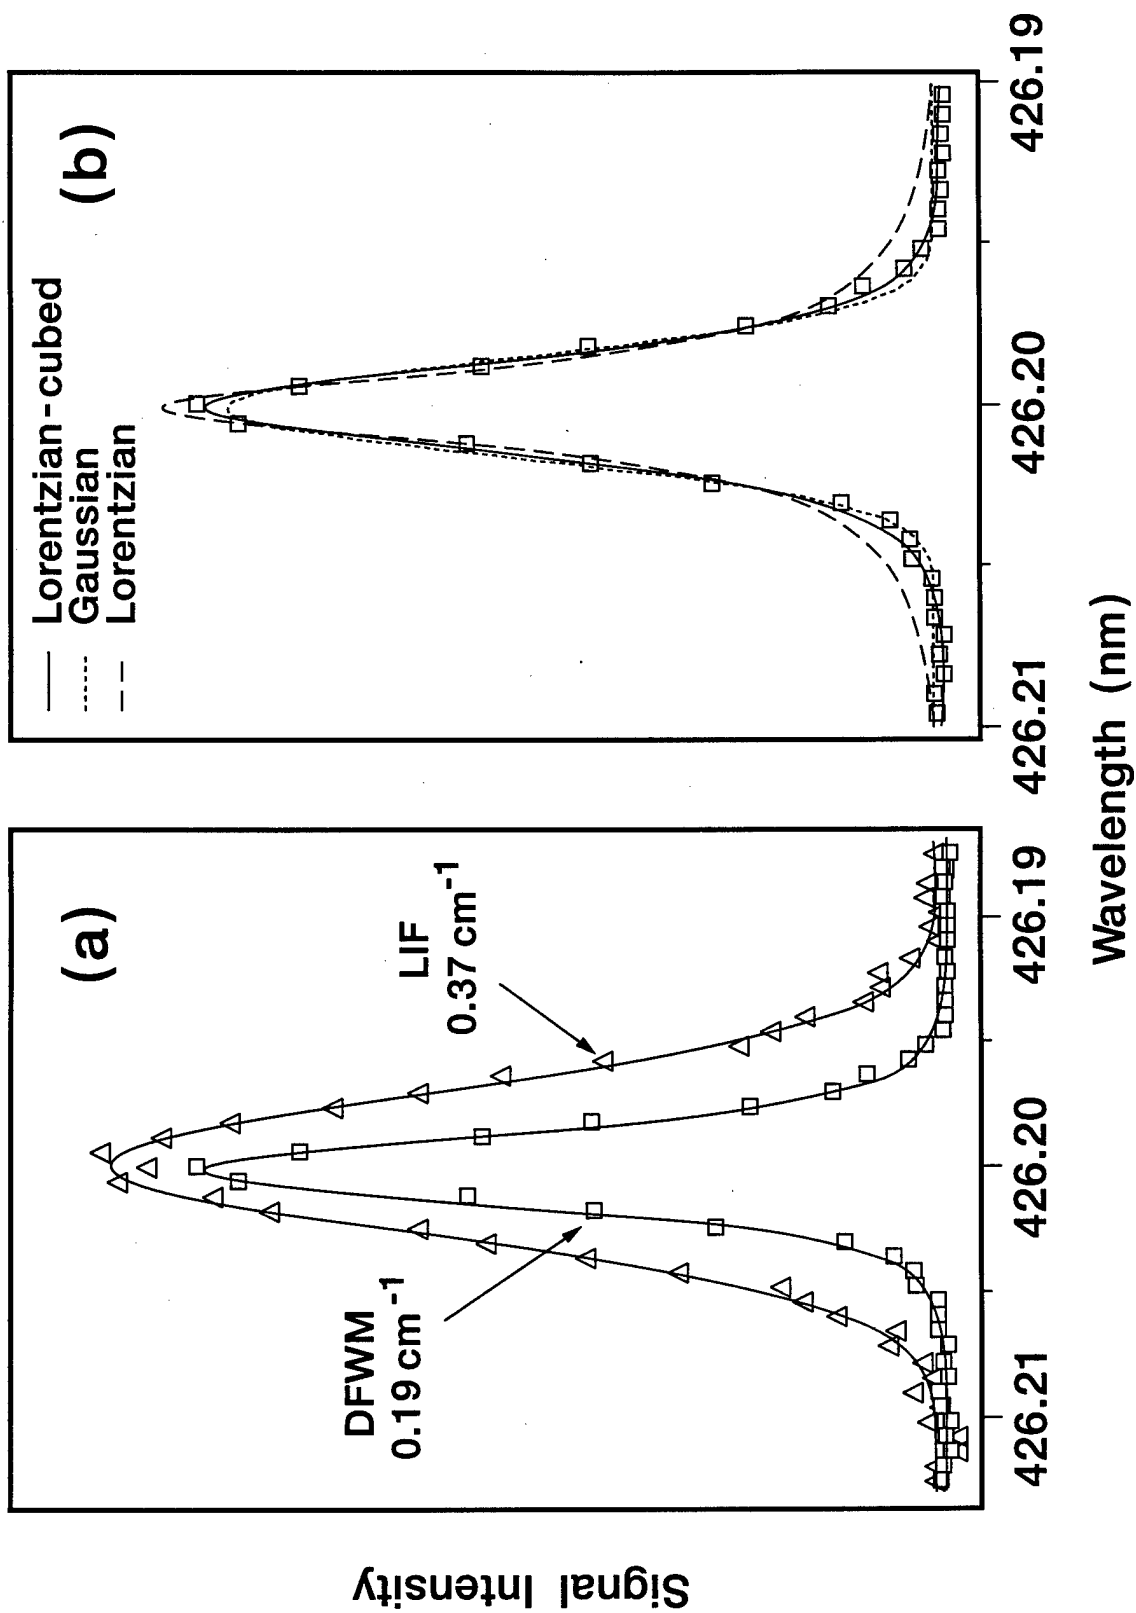 (a)
LIF
0.37 cm-1
DFWM
0.19 cm-1
426.21
426.20
426.19
(b)
Lorentzian-cubed
Gaussian
Lorentzian
426.21
426.20
426.19
Wavelength (nm)
Signal Intensity